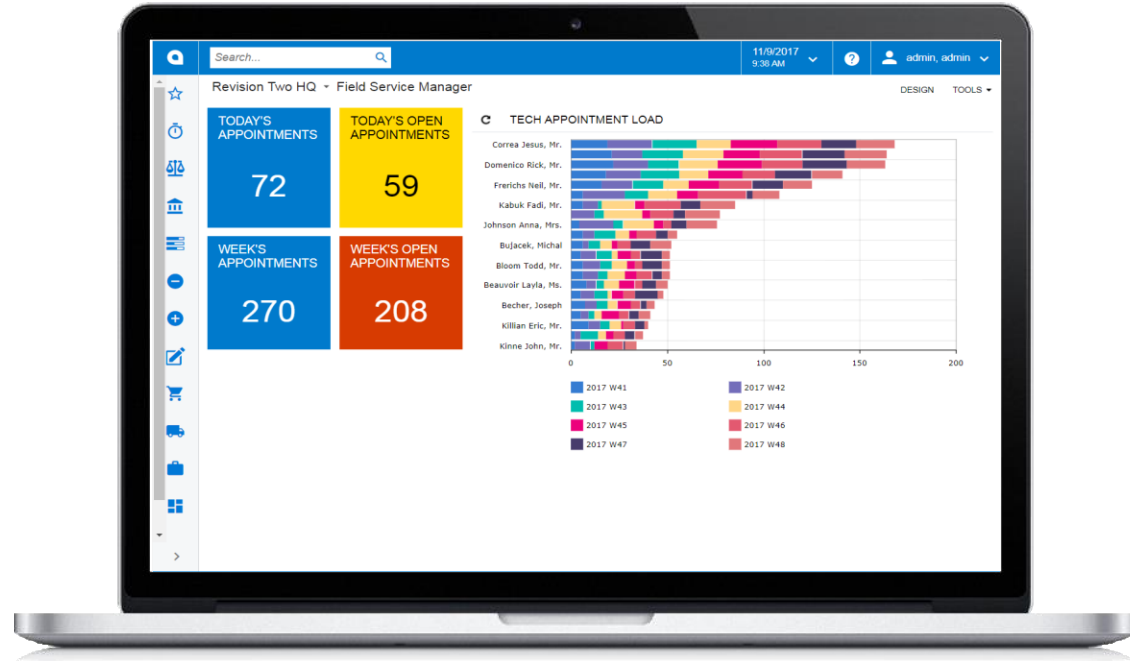 Search...
11/9/2017
9:38 AM
?
admin, admin
Revision Two HQ
Field Service Manager
DESIGN
TOOLS
TODAY'S
APPOINTMENTS
72
TODAY'S OPEN
APPOINTMENTS
59
WEEK'S
APPOINTMENTS
270
WEEK'S OPEN
APPOINTMENTS
208
TECH APPOINTMENT LOAD
Correa Jesus, Mr.
Domenico Rick, Mr.
Frerichs Neil, Mr.
Kabuk Fadi, Mr.
Johnson Anna, Mrs.
BuJacek, Michal
Bloom Todd, Mr.
Beauvoir Layla, Ms.
Becher, Joseph
Killian Eric, Mr.
Kinne John, Mr.
0 50 100 150 200
2017 W41
2017 W42
2017 W43
2017 W44
2017 W45
2017 W46
2017 W47
2017 W48